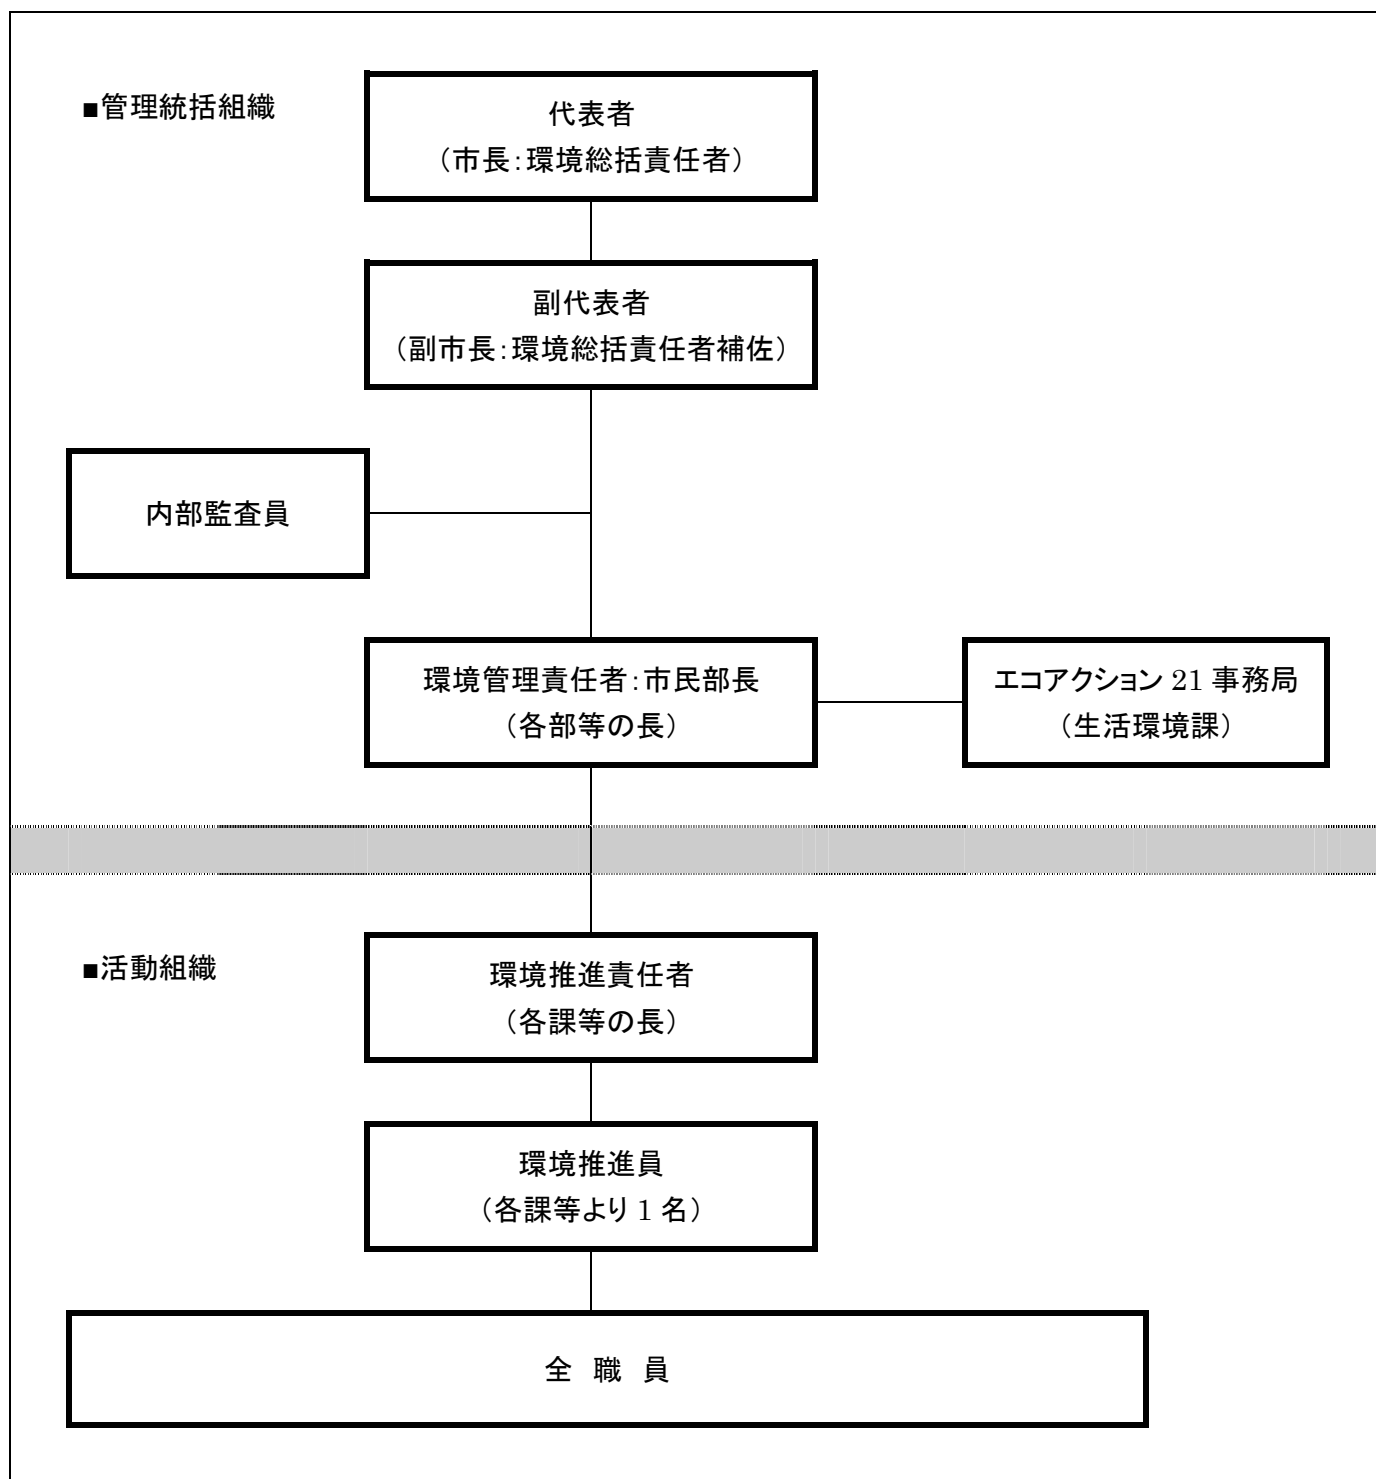 ■管理統括組織
代表者
（市長：環境総括責任者）
副代表者
（副市長：環境総括責任者補佐）
内部監査員
環境管理責任者：市民部長
（各部等の長）
エコアクション 21 事務局
（生活環境課）
■活動組織
環境推進責任者
（各課等の長）
環境推進員
（各課等より 1 名）
全 職 員